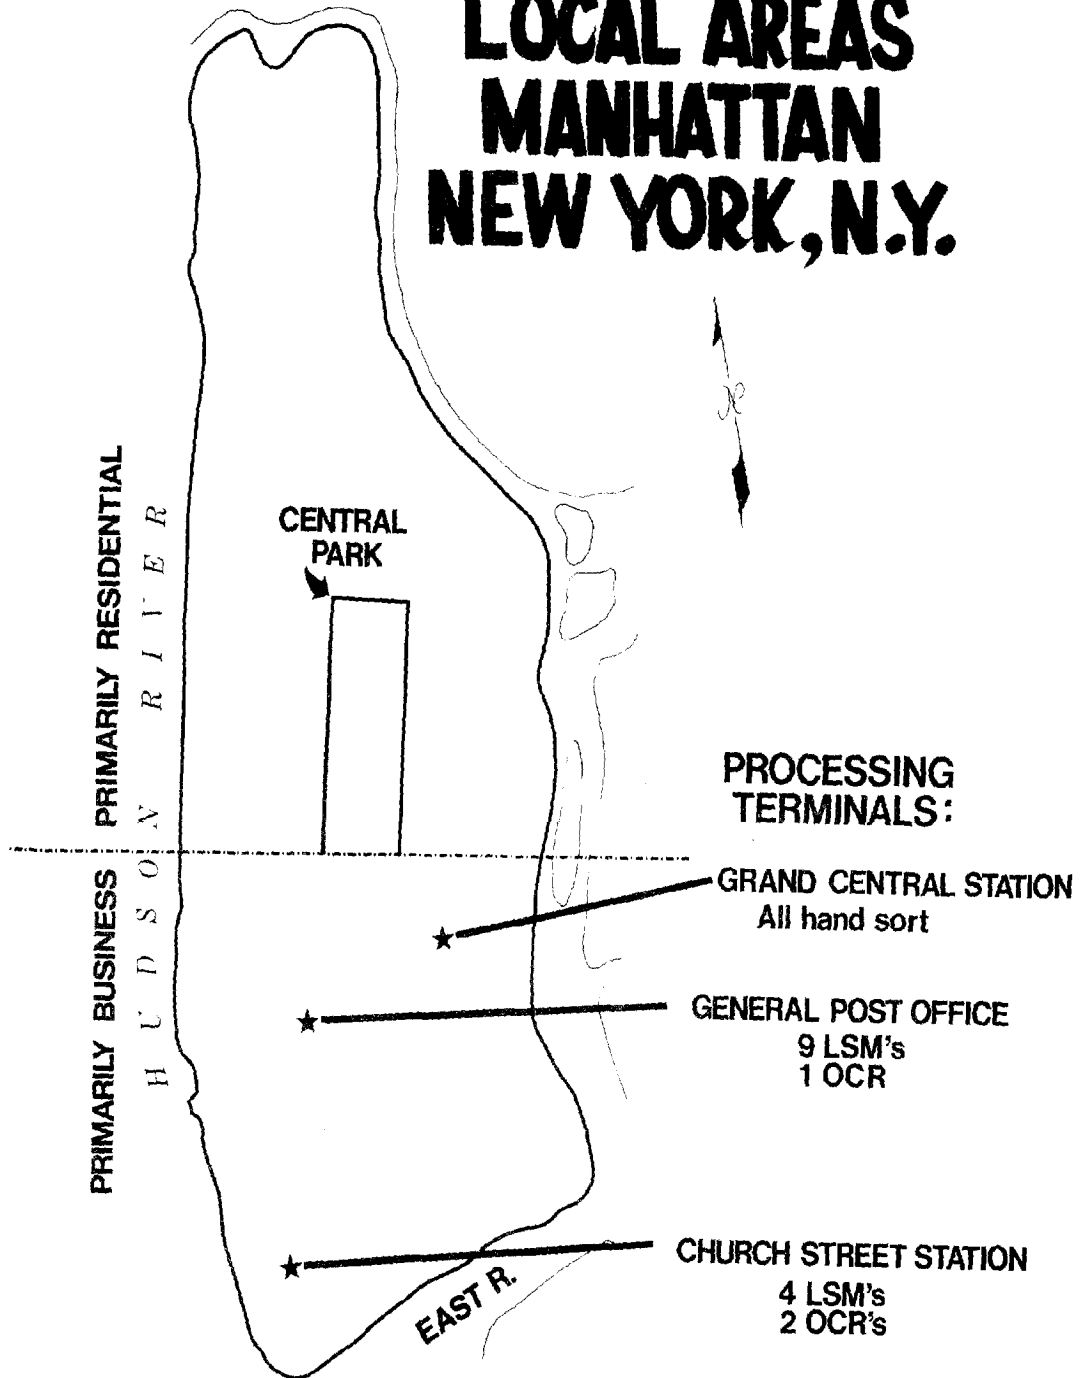 LOCAL AREAS
MANHATTAN
NEW YORK, N.Y.
N
CENTRAL
PARK
PRIMARILY RESIDENTIAL
HUDSON RIVER
PRIMARILY BUSINESS
PROCESSING
TERMINALS:
GRAND CENTRAL STATION
All hand sort
GENERAL POST OFFICE
9 LSM's
1 OCR
CHURCH STREET STATION
4 LSM's
2 OCR's
EAST R.